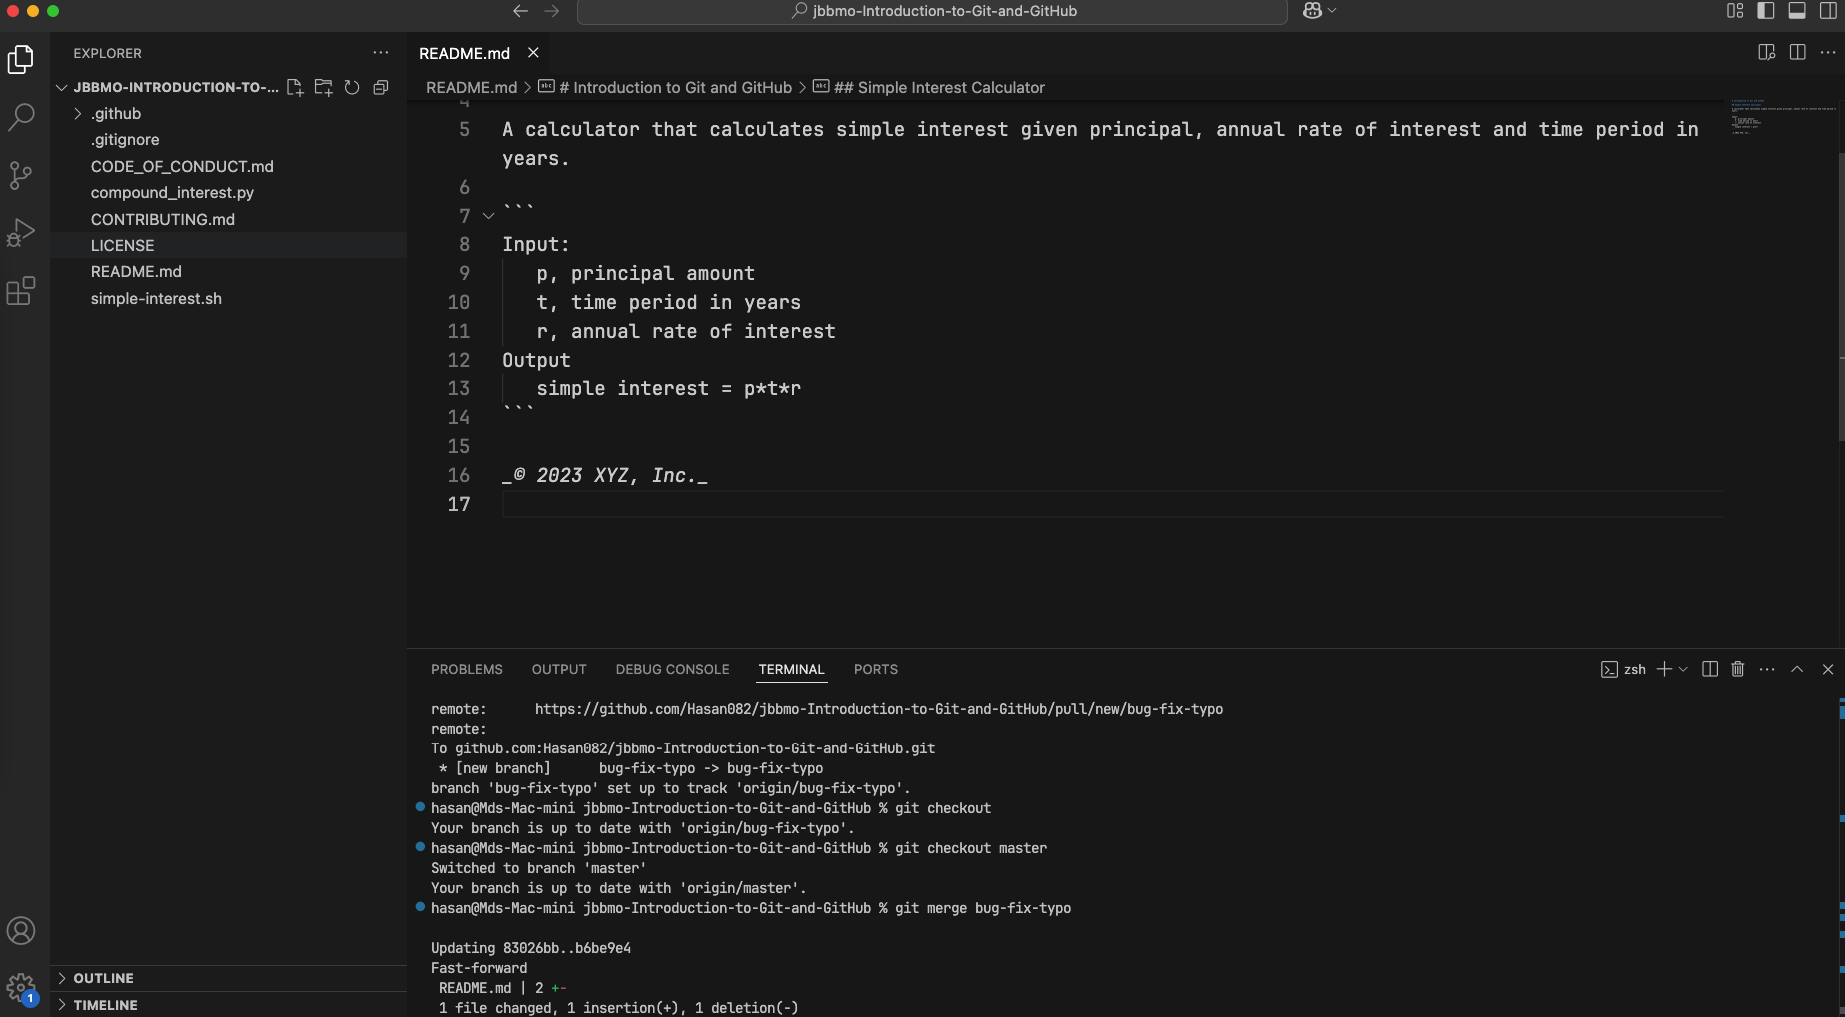 jbbmo-Introduction-to-Git-and-GitHub
EXPLORER
JBBMO-INTRODUCTION-TO-...
.github
.gitignore
CODE_OF_CONDUCT.md
compound_interest.py
CONTRIBUTING.md
LICENSE
README.md
simple-interest.sh
OUTLINE
TIMELINE
1
README.md
README.md > # Introduction to Git and GitHub > ## Simple Interest Calculator
4
5 A calculator that calculates simple interest given principal, annual rate of interest and time period in
years.
6
7 ```
8 Input:
9 p, principal amount
10 t, time period in years
11 r, annual rate of interest
12 Output
13 simple interest = p*t*r
14 ```
15
16 _© 2023 XYZ, Inc._
17
PROBLEMS OUTPUT DEBUG CONSOLE TERMINAL PORTS
zsh
remote:      https://github.com/Hasan082/jbbmo-Introduction-to-Git-and-GitHub/pull/new/bug-fix-typo
remote:
To github.com:Hasan082/jbbmo-Introduction-to-Git-and-GitHub.git
* [new branch]      bug-fix-typo -> bug-fix-typo
branch 'bug-fix-typo' set up to track 'origin/bug-fix-typo'.
hasan@Mds-Mac-mini jbbmo-Introduction-to-Git-and-GitHub % git checkout
Your branch is up to date with 'origin/bug-fix-typo'.
hasan@Mds-Mac-mini jbbmo-Introduction-to-Git-and-GitHub % git checkout master
Switched to branch 'master'
Your branch is up to date with 'origin/master'.
hasan@Mds-Mac-mini jbbmo-Introduction-to-Git-and-GitHub % git merge bug-fix-typo
Updating 83026bb..b6be9e4
Fast-forward
README.md | 2 +-
1 file changed, 1 insertion(+), 1 deletion(-)